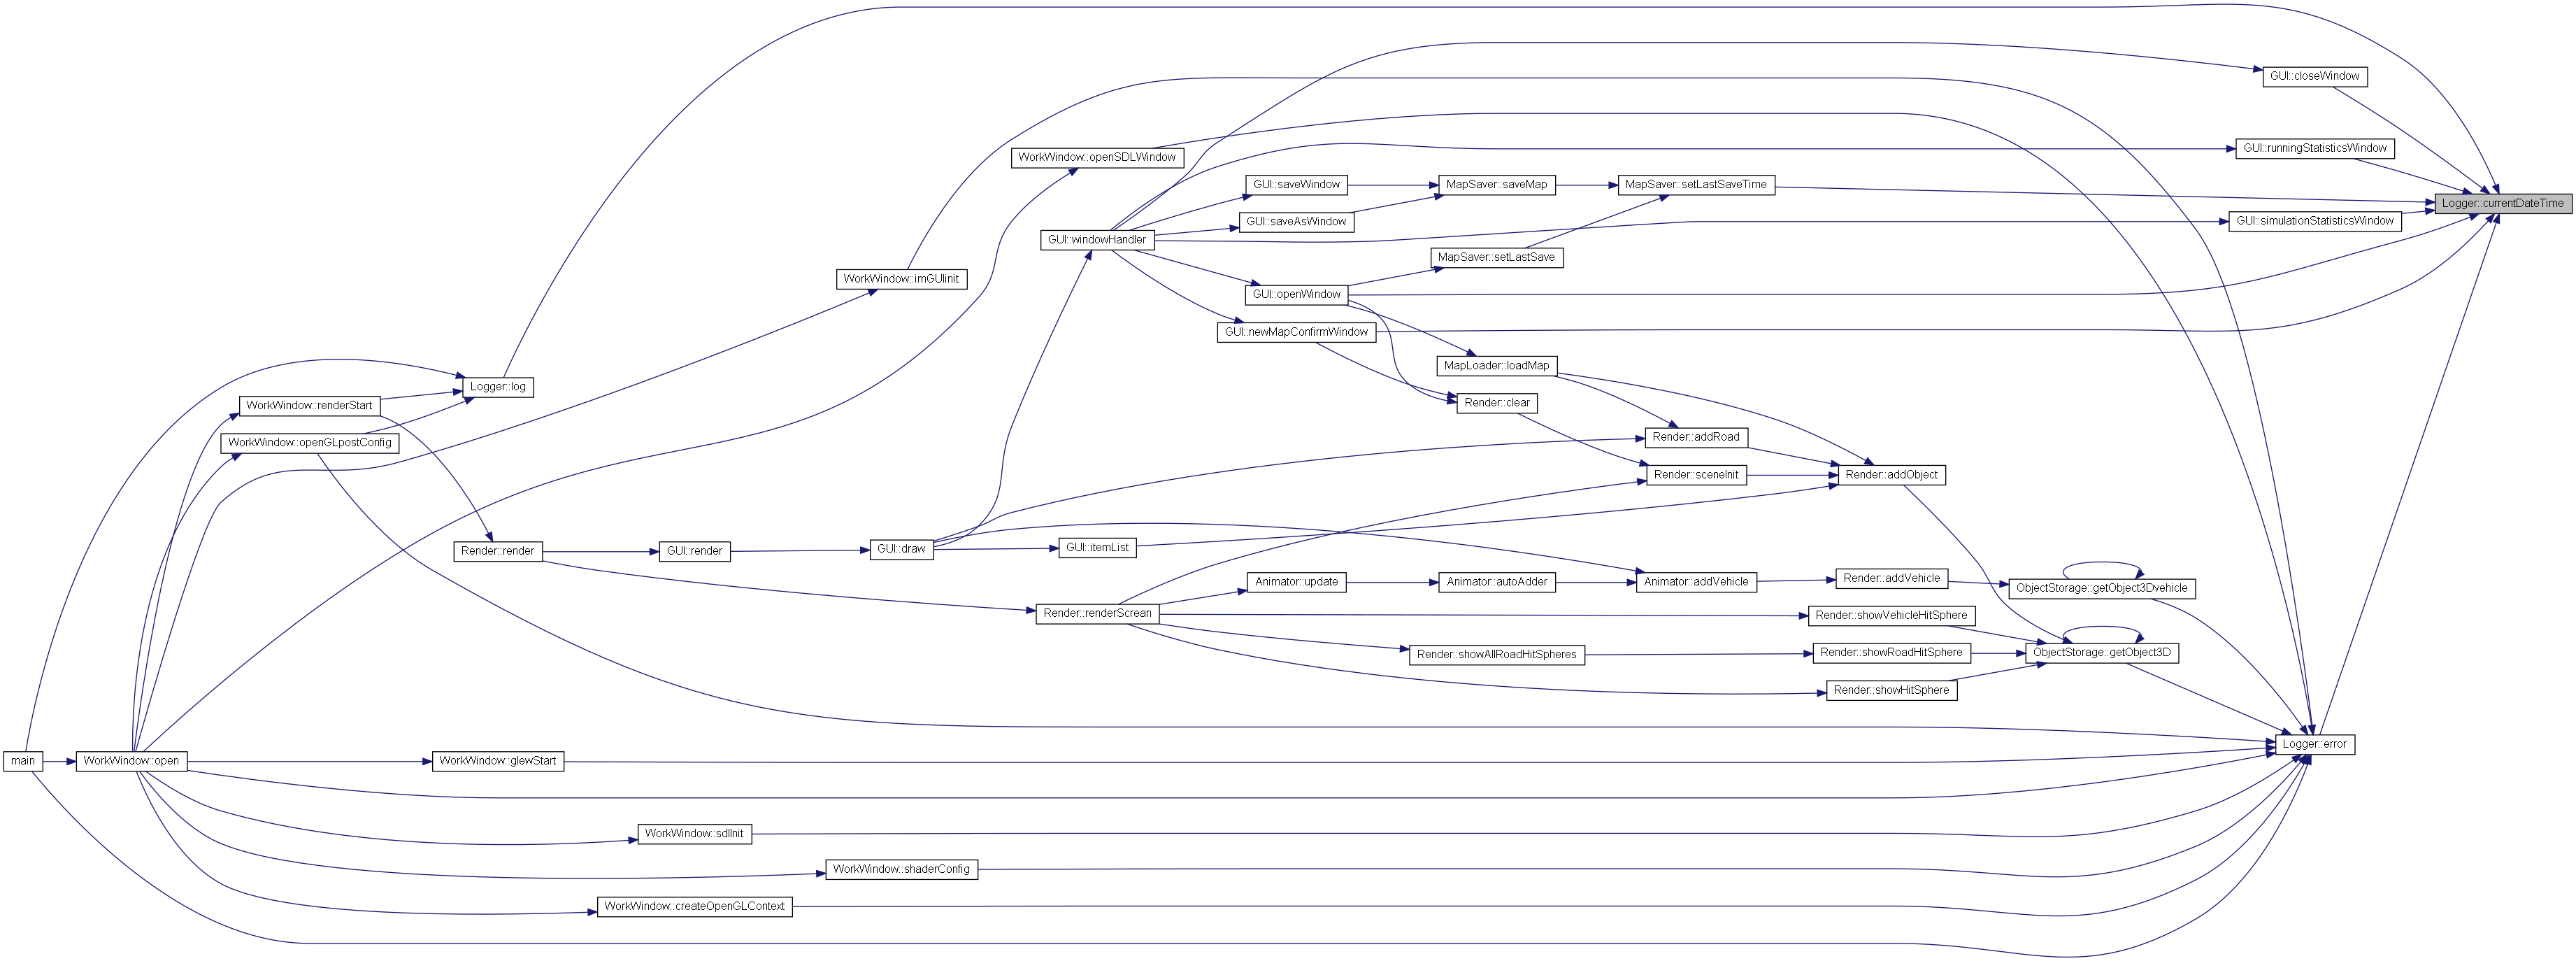 GUI::closeWindow
GUI::runningStatisticsWindow
WorkWindow::openSDLWindow
GUI::saveWindow
MapSaver::saveMap
MapSaver::setLastSaveTime
Logger::currentDateTime
GUI::saveAsWindow
GUI::simulationStatisticsWindow
GUI::windowHandler
MapSaver::setLastSave
WorkWindow::imGUIinit
GUI::openWindow
GUI::newMapConfirmWindow
MapLoader::loadMap
Logger::log
WorkWindow::renderStart
Render::clear
WorkWindow::openGLpostConfig
Render::addRoad
Render::sceneInit
Render::addObject
Render::render
GUI::render
GUI::draw
GUI::itemList
Animator::update
Animator::autoAdder
Animator::addVehicle
Render::addVehicle
ObjectStorage::getObject3Dvehicle
Render::renderScrean
Render::showVehicleHitSphere
Render::showAllRoadHitSpheres
Render::showRoadHitSphere
ObjectStorage::getObject3D
Render::showHitSphere
Logger::error
main
WorkWindow::open
WorkWindow::glewStart
WorkWindow::sdlInit
WorkWindow::shaderConfig
WorkWindow::createOpenGLContext